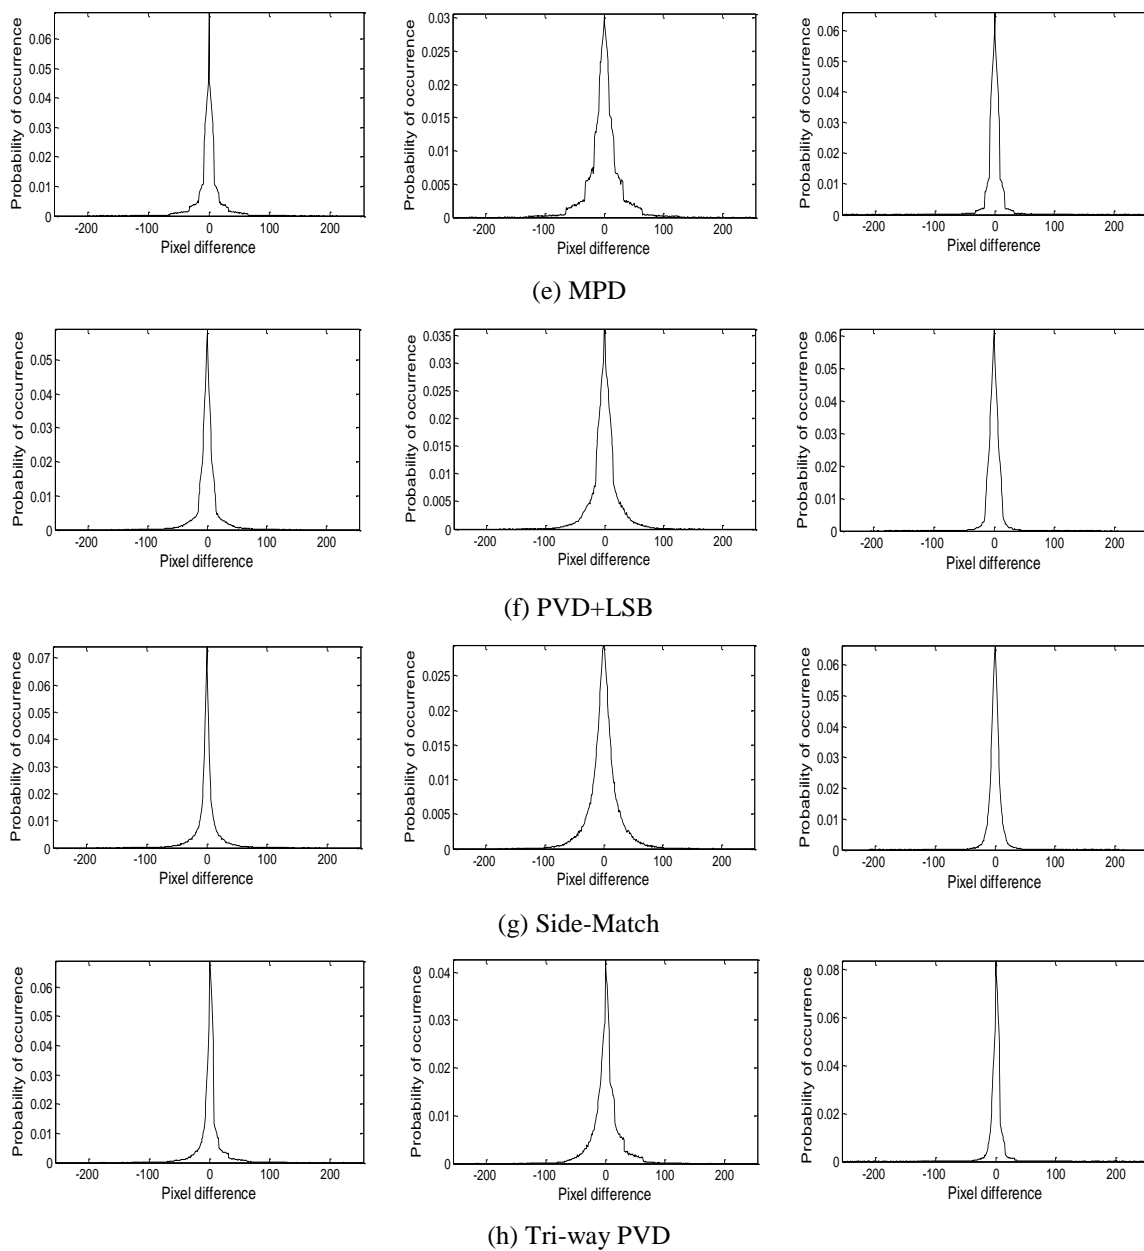 Probability of occurrence
0.06
0.05
0.04
0.03
0.02
0.01
0
-200 -100 0 100 200
Pixel difference
Probability of occurrence
0.03
0.025
0.02
0.015
0.01
0.005
0
-200 -100 0 100 200
Pixel difference
Probability of occurrence
0.06
0.05
0.04
0.03
0.02
0.01
0
-200 -100 0 100 200
Pixel difference
(e) MPD
Probability of occurrence
0.05
0.04
0.03
0.02
0.01
0
-200 -100 0 100 200
Pixel difference
Probability of occurrence
0.035
0.03
0.025
0.02
0.015
0.01
0.005
0
-200 -100 0 100 200
Pixel difference
Probability of occurrence
0.06
0.05
0.04
0.03
0.02
0.01
0
-200 -100 0 100 200
Pixel difference
(f) PVD+LSB
Probability of occurrence
0.07
0.06
0.05
0.04
0.03
0.02
0.01
0
-200 -100 0 100 200
Pixel difference
Probability of occurrence
0.025
0.02
0.015
0.01
0.005
0
-200 -100 0 100 200
Pixel difference
Probability of occurrence
0.06
0.05
0.04
0.03
0.02
0.01
0
-200 -100 0 100 200
Pixel difference
(g) Side-Match
Probability of occurrence
0.06
0.05
0.04
0.03
0.02
0.01
0
-200 -100 0 100 200
Pixel difference
Probability of occurrence
0.04
0.03
0.02
0.01
0
-200 -100 0 100 200
Pixel difference
Probability of occurrence
0.08
0.06
0.04
0.02
0
-200 -100 0 100 200
Pixel difference
(h) Tri-way PVD